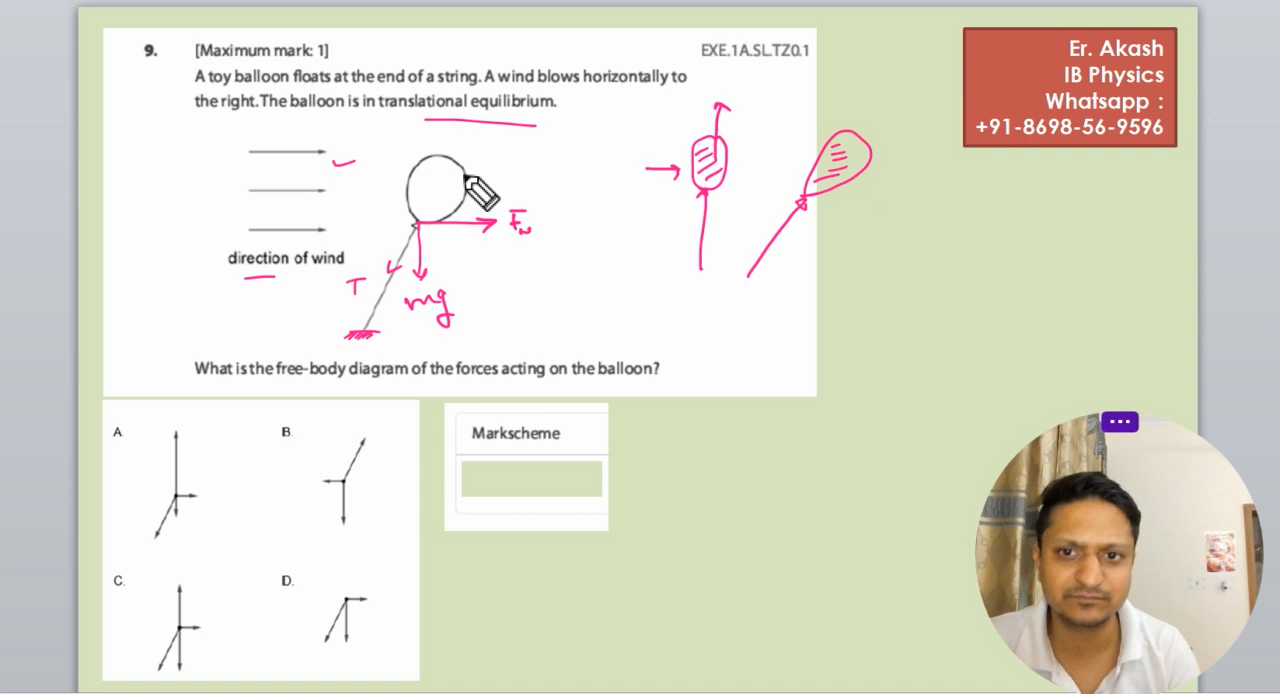 9. [Maximum mark: 1] EXE.1A.SL.TZ0.1
A toy balloon floats at the end of a string. A wind blows horizontally to
the right. The balloon is in translational equilibrium.
direction of wind
F
T
mg
What is the free-body diagram of the forces acting on the balloon?
A.
B.
C.
D.
Markscheme
Er. Akash
IB Physics
Whatsapp :
+91-8698-56-9596